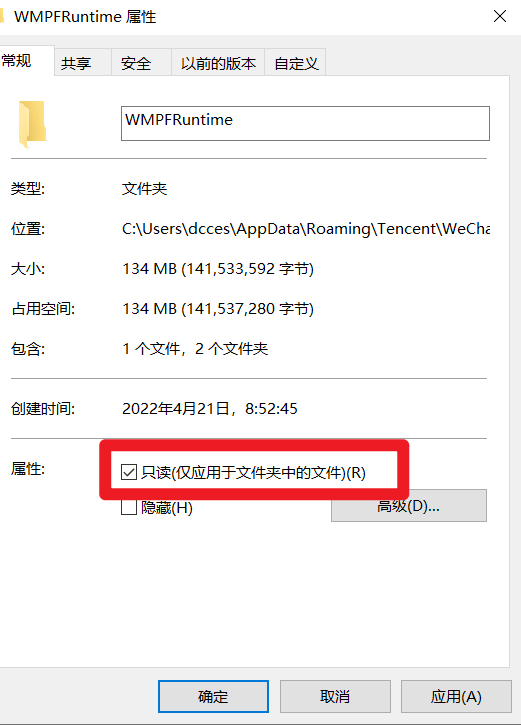 WMPFRuntime 属性
常规 共享 安全 以前的版本 自定义
WMPFRuntime
类型: 文件夹
位置: C:\Users\dcces\AppData\Roaming\Tencent\WeCha
大小: 134 MB (141,533,592 字节)
占用空间: 134 MB (141,537,280 字节)
包含: 1 个文件，2 个文件夹
创建时间: 2022年4月21日，8:52:45
属性: 只读(仅应用于文件夹中的文件)(R)
隐藏(H) 高级(D)...
确定 取消 应用(A)